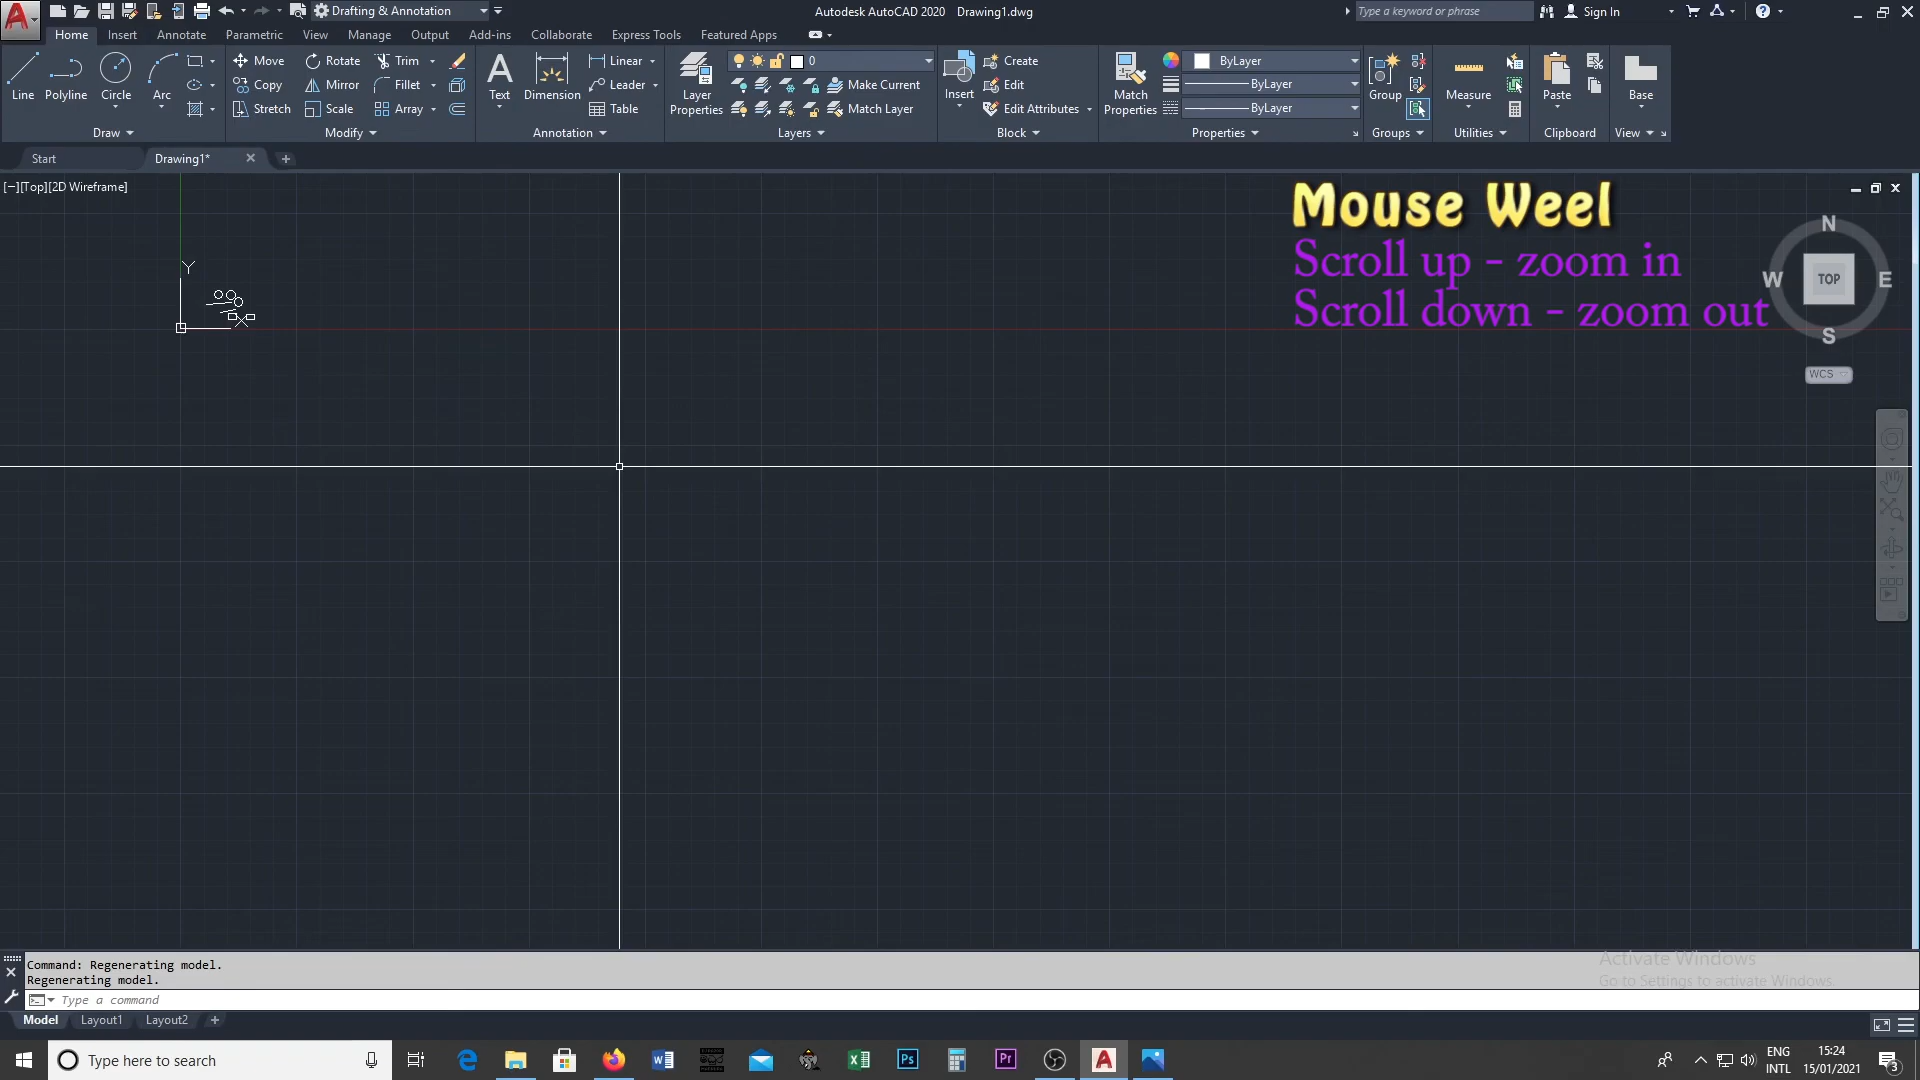 Drafting & Annotation
Autodesk AutoCAD 2020 Drawing1.dwg
Type a keyword or phrase
Sign In
Home Insert Annotate Parametric View Manage Output Add-ins Collaborate Express Tools Featured Apps
Line Polyline Circle Arc
Move Rotate Trim
Copy Mirror Fillet
Stretch Scale Array
Text Dimension
Linear
Leader
Table
Layer Properties
0
Make Current
Match Layer
Insert
Create
Edit
Edit Attributes
Match Properties
ByLayer
ByLayer
ByLayer
Group
Measure
Paste
Base
Draw Modify Annotation Layers Block Properties Groups Utilities Clipboard View
Start Drawing1*
[−][Top][2D Wireframe]
Mouse Weel
Scroll up - zoom in
Scroll down - zoom out
N
W TOP E
S
WCS
Y
X
Command: Regenerating model.
Regenerating model.
Type a command
Activate Windows
Go to Settings to activate Windows.
Model Layout1 Layout2
Type here to search
ENG
INTL
15:24
15/01/2021
3